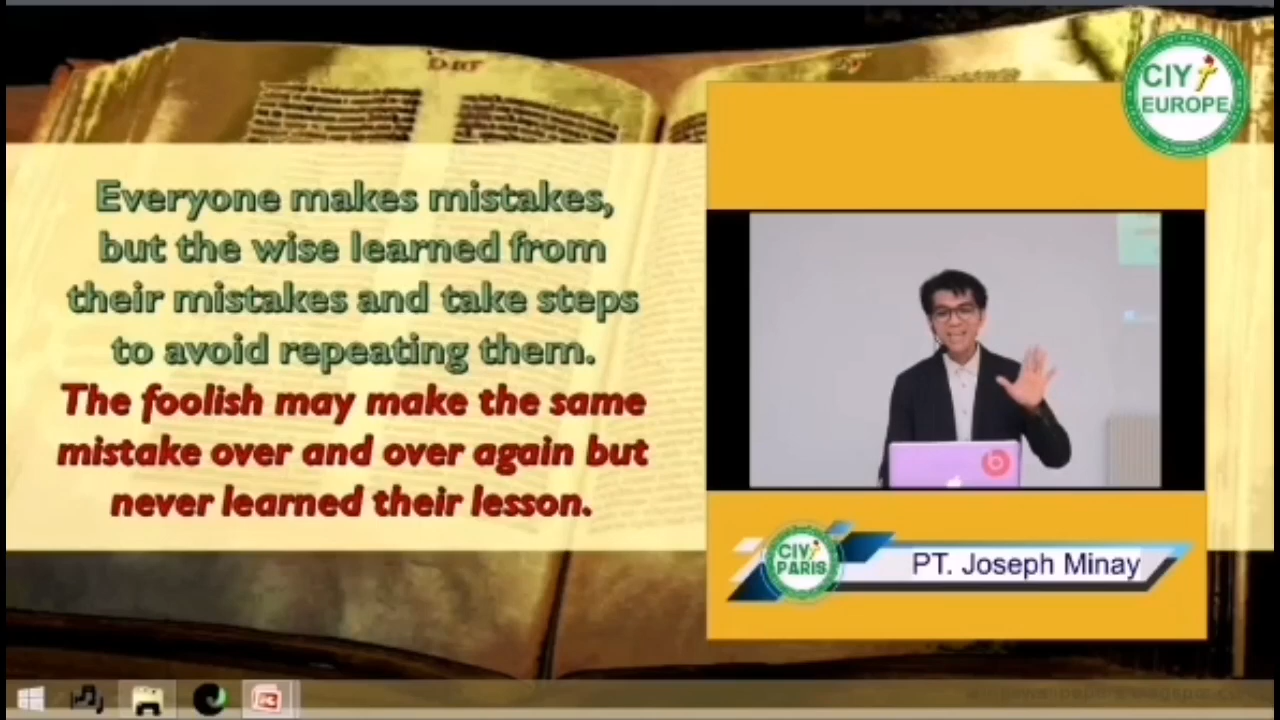 Everyone makes mistakes,
but the wise learned from
their mistakes and take steps
to avoid repeating them.
The foolish may make the same
mistake over and over again but
never learned their lesson.
CIY
EUROPE
CIY
PARIS
PT. Joseph Minay